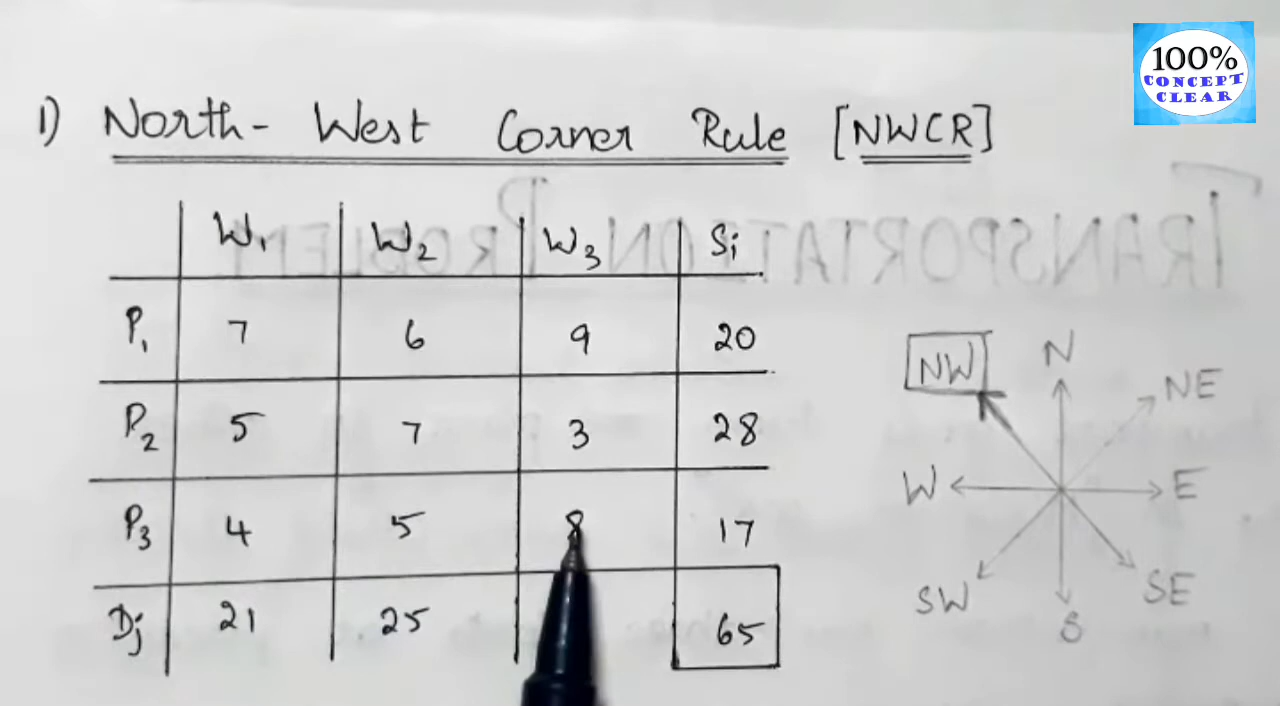 100%
CONCEPT
CLEAR
1) North-West Corner Rule [NWCR]
TRANSPORTATION PROBLEM
W1 W2 W3 Si
P1 7 6 9 20
P2 5 7 3 28
P3 4 5 8 17
Dj 21 25 65
NW N NE
W E
SW S SE